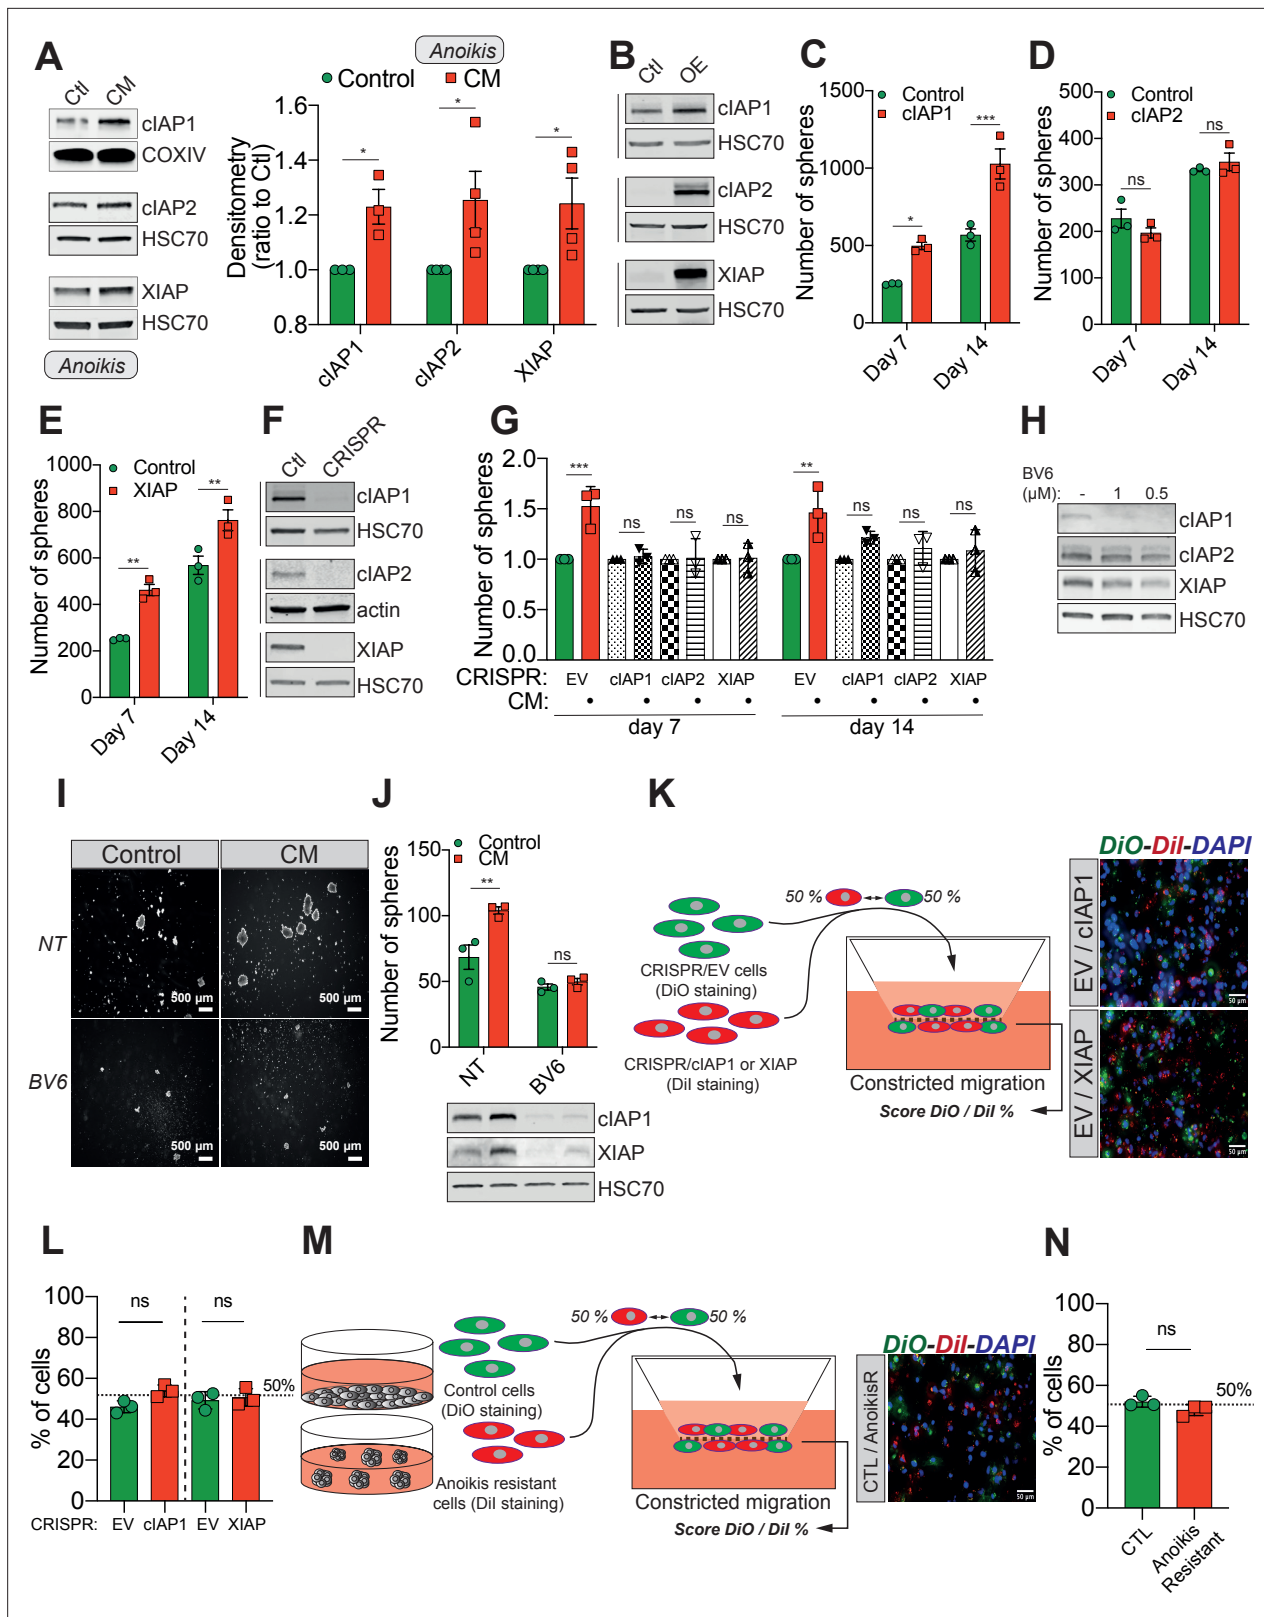 A
Ctl
CM
cIAP1
COXIV
cIAP2
HSC70
XIAP
HSC70
Anoikis
Anoikis
Control
CM
Densitometry
(ratio to Ctl)
1.6
1.4
1.2
1.0
0.8
*
*
*
cIAP1
cIAP2
XIAP
B
Ctl
OE
cIAP1
HSC70
cIAP2
HSC70
XIAP
HSC70
C
Control
cIAP1
Number of spheres
1500
1000
500
0
*
***
Day 7
Day 14
D
Control
cIAP2
Number of spheres
500
400
300
200
100
0
ns
ns
Day 7
Day 14
E
Control
XIAP
Number of spheres
1000
800
600
400
200
0
**
**
Day 7
Day 14
F
Ctl
CRISPR
cIAP1
HSC70
cIAP2
actin
XIAP
HSC70
G
Number of spheres
2.0
1.5
1.0
0.5
0.0
***
ns
ns
ns
**
ns
ns
ns
CRISPR:
EV
cIAP1
cIAP2
XIAP
EV
cIAP1
cIAP2
XIAP
CM:
• • • • • • • •
day 7
day 14
H
BV6
(µM):
-
1
0.5
cIAP1
cIAP2
XIAP
HSC70
I
Control
CM
NT
500 µm
500 µm
BV6
500 µm
500 µm
J
Control
CM
Number of spheres
150
100
50
0
**
ns
NT
BV6
cIAP1
XIAP
HSC70
K
50 %
50 %
CRISPR/EV cells
(DiO staining)
CRISPR/cIAP1 or XIAP
(DiI staining)
Constricted migration
Score DiO / DiI %
DiO-DiI-DAPI
EV / cIAP1
50 µm
EV / XIAP
50 µm
L
% of cells
100
80
60
40
20
0
ns
ns
50%
CRISPR:
EV
cIAP1
EV
XIAP
M
50 %
50 %
Control cells
(DiO staining)
Anoikis resistant
cells (DiI staining)
Constricted migration
Score DiO / DiI %
DiO-DiI-DAPI
CTL / AnoikisR
50 µm
N
% of cells
100
80
60
40
20
0
ns
50%
CTL
Anoikis
Resistant